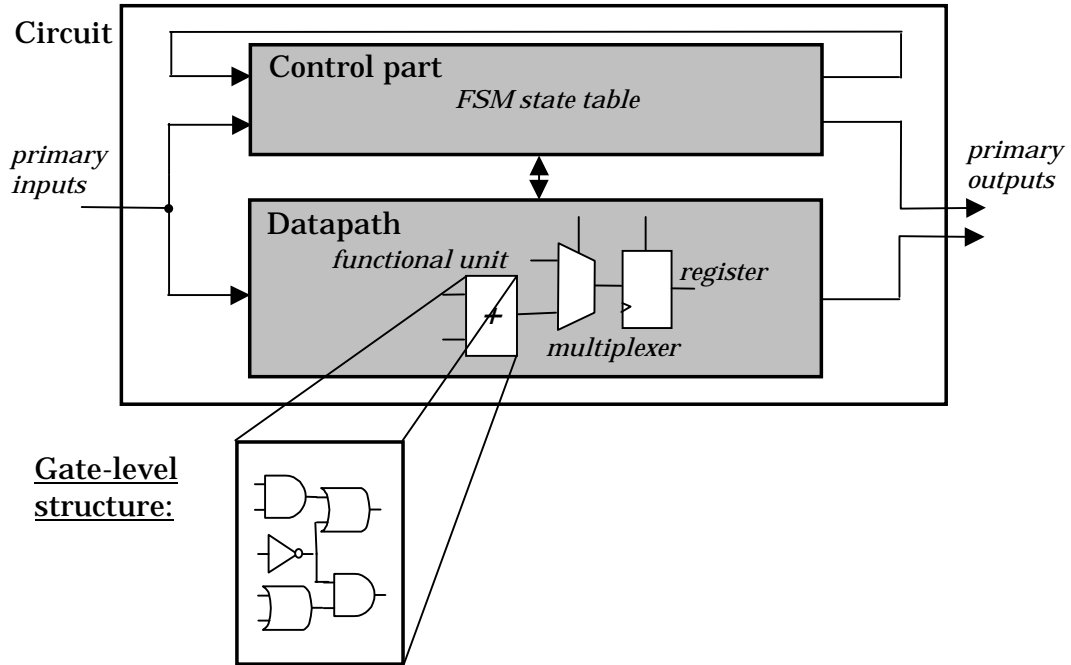 Circuit
Control part
FSM state table
primary
inputs
primary
outputs
Datapath
functional unit
register
+
multiplexer
Gate-level
structure: